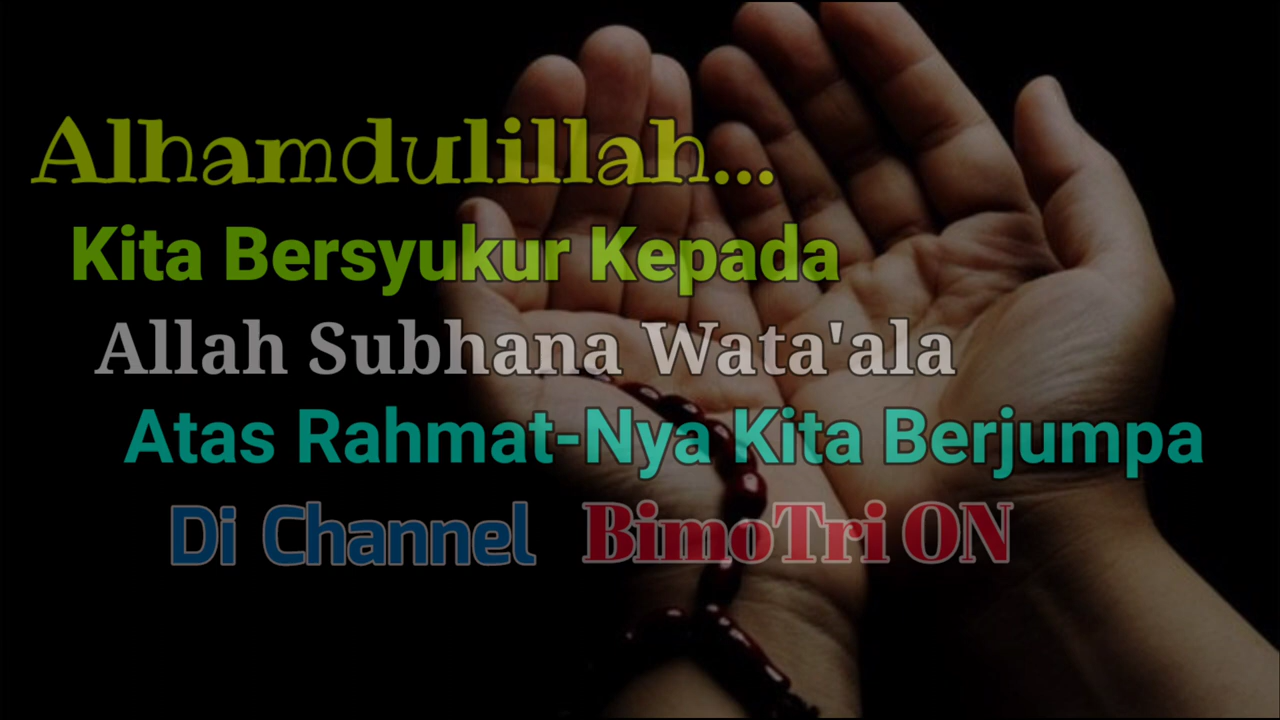 Alhamdulillah...
Kita Bersyukur Kepada
Allah Subhana Wata'ala
Atas Rahmat-Nya Kita Berjumpa
Di Channel BimoTri ON